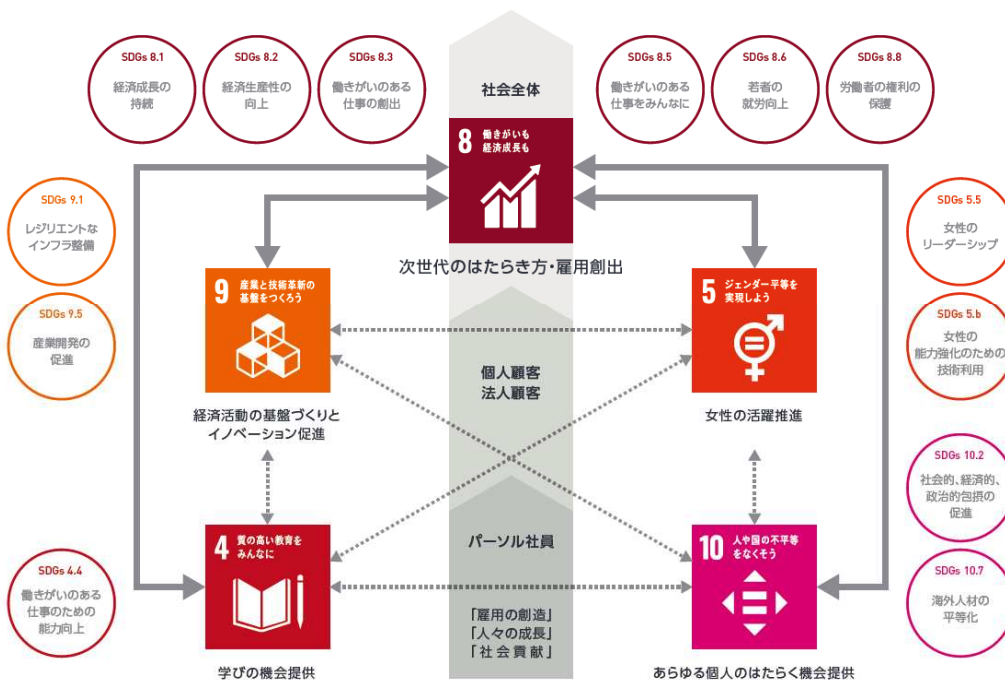 SDGs 8.1
経済成長の
持続
SDGs 8.2
経済生産性の
向上
SDGs 8.3
働きがいのある
仕事の創出
社会全体
SDGs 8.5
働きがいのある
仕事をみんなに
SDGs 8.6
若者の
就労向上
SDGs 8.8
労働者の権利の
保護
8 働きがいも
経済成長も
次世代のはたらき方・雇用創出
SDGs 9.1
レジリエントな
インフラ整備
SDGs 9.5
産業開発の
促進
9 産業と技術革新の
基盤をつくろう
経済活動の基盤づくりと
イノベーション促進
個人顧客
法人顧客
5 ジェンダー平等を
実現しよう
女性の活躍推進
SDGs 5.5
女性の
リーダーシップ
SDGs 5.b
女性の
能力強化のための
技術利用
SDGs 10.2
社会的、経済的、
政治的包摂の
促進
SDGs 10.7
海外人材の
平等化
SDGs 4.4
働きがいのある
仕事のための
能力向上
4 質の高い教育を
みんなに
学びの機会提供
パーソル社員
「雇用の創造」
「人々の成長」
「社会貢献」
10 人や国の不平等
をなくそう
あらゆる個人のはたらく機会提供